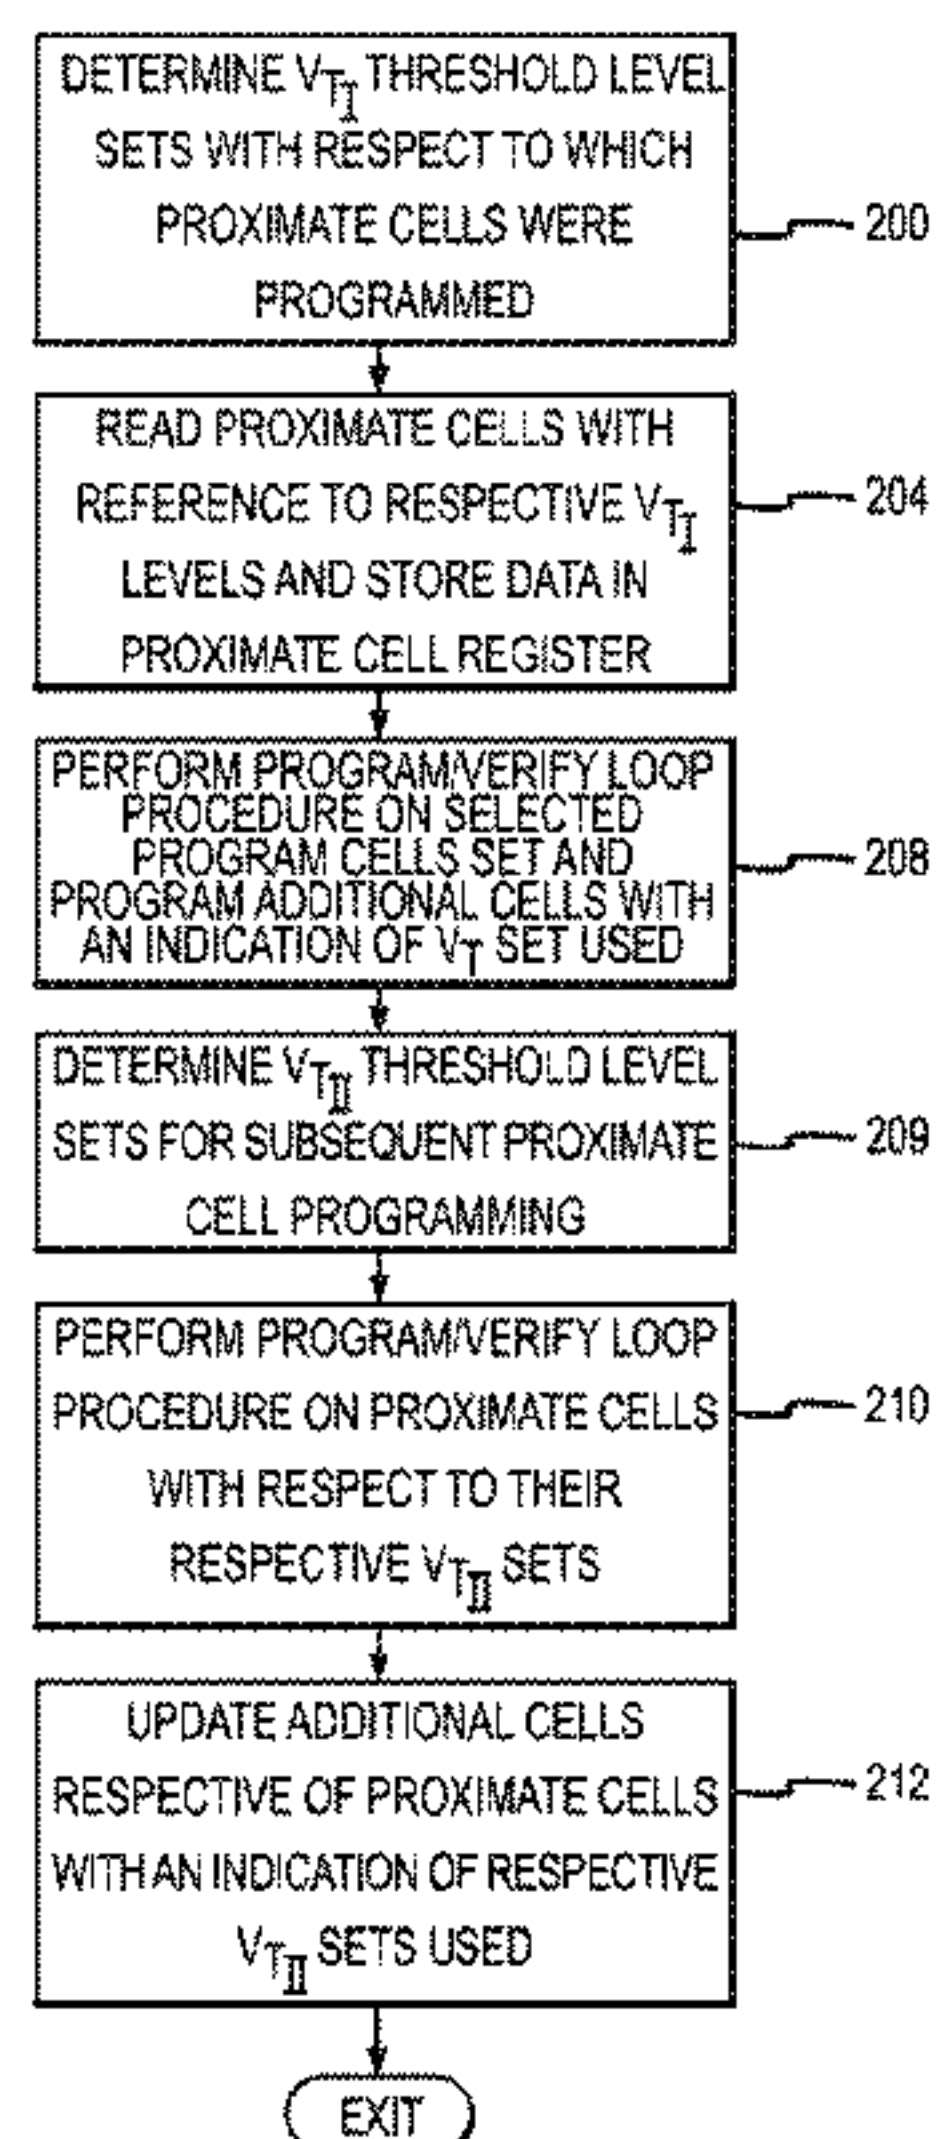 DETERMINE VTI THRESHOLD LEVEL
SETS WITH RESPECT TO WHICH
PROXIMATE CELLS WERE
PROGRAMMED
200
READ PROXIMATE CELLS WITH
REFERENCE TO RESPECTIVE VTI
LEVELS AND STORE DATA IN
PROXIMATE CELL REGISTER
204
PERFORM PROGRAM/VERIFY LOOP
PROCEDURE ON SELECTED
PROGRAM CELLS SET AND
PROGRAM ADDITIONAL CELLS WITH
AN INDICATION OF VT SET USED
208
DETERMINE VTII THRESHOLD LEVEL
SETS FOR SUBSEQUENT PROXIMATE
CELL PROGRAMMING
209
PERFORM PROGRAM/VERIFY LOOP
PROCEDURE ON PROXIMATE CELLS
WITH RESPECT TO THEIR
RESPECTIVE VTII SETS
210
UPDATE ADDITIONAL CELLS
RESPECTIVE OF PROXIMATE CELLS
WITH AN INDICATION OF RESPECTIVE
VTII SETS USED
212
EXIT